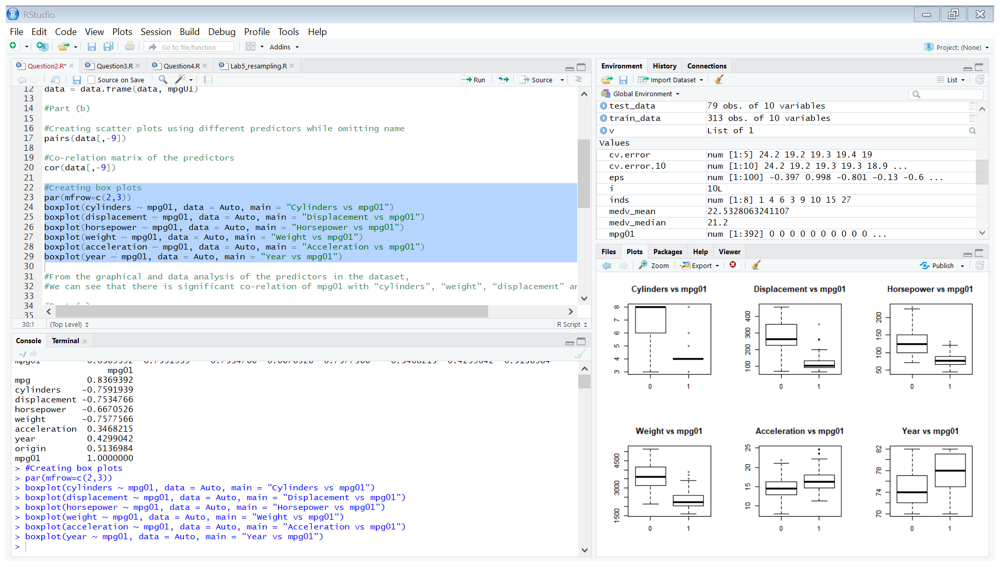 RStudio
File Edit Code View Plots Session Build Debug Profile Tools Help
Go to file/function Addins Project: (None)
Question2.R* Question3.R Question4.R Lab5_resampling.R
Source on Save Run Source
12 data = data.frame(data, mpg01)
13
14 #Part (b)
15
16 #Creating scatter plots using different predictors while omitting name
17 pairs(data[,-9])
18
19 #Co-relation matrix of the predictors
20 cor(data[,-9])
21
22 #Creating box plots
23 par(mfrow=c(2,3))
24 boxplot(cylinders ~ mpg01, data = Auto, main = "Cylinders vs mpg01")
25 boxplot(displacement ~ mpg01, data = Auto, main = "Displacement vs mpg01")
26 boxplot(horsepower ~ mpg01, data = Auto, main = "Horsepower vs mpg01")
27 boxplot(weight ~ mpg01, data = Auto, main = "Weight vs mpg01")
28 boxplot(acceleration ~ mpg01, data = Auto, main = "Acceleration vs mpg01")
29 boxplot(year ~ mpg01, data = Auto, main = "Year vs mpg01")
30
31 #From the graphical and data analysis of the predictors in the dataset,
32 #We can see that there is significant co-relation of mpg01 with “cylinders”, “weight”, “displacement”
33
34
35
30:1 (Top Level) R Script
Console Terminal
~/
mpg01
mpg 0.8369392
cylinders -0.7591939
displacement -0.7534766
horsepower -0.6670526
weight -0.7577566
acceleration 0.3468215
year 0.4299042
origin 0.5136984
mpg01 1.0000000
> #Creating box plots
> par(mfrow=c(2,3))
> boxplot(cylinders ~ mpg01, data = Auto, main = "Cylinders vs mpg01")
> boxplot(displacement ~ mpg01, data = Auto, main = "Displacement vs mpg01")
> boxplot(horsepower ~ mpg01, data = Auto, main = "Horsepower vs mpg01")
> boxplot(weight ~ mpg01, data = Auto, main = "Weight vs mpg01")
> boxplot(acceleration ~ mpg01, data = Auto, main = "Acceleration vs mpg01")
> boxplot(year ~ mpg01, data = Auto, main = "Year vs mpg01")
>
Environment History Connections
Import Dataset List
Global Environment
test_data 79 obs. of 10 variables
train_data 313 obs. of 10 variables
v List of 1
Values
cv.error num [1:5] 24.2 19.2 19.3 19.4 19
cv.error.10 num [1:10] 24.2 19.2 19.3 19.3 18.9 ...
eps num [1:100] -0.397 0.998 -0.801 -0.13 -0.6 ...
i 10L
inds num [1:8] 1 4 6 3 9 10 15 27
medv_mean 22.5328063241107
medv_median 21.2
mpg01 num [1:392] 0 0 0 0 0 0 0 0 0 0 ...
Files Plots Packages Help Viewer
Zoom Export Publish
Cylinders vs mpg01
8
7
6
5
4
3
0 1
Displacement vs mpg01
400
300
200
100
0 1
Horsepower vs mpg01
200
150
100
50
0 1
Weight vs mpg01
4500
3000
1500
0 1
Acceleration vs mpg01
25
20
15
10
0 1
Year vs mpg01
82
78
74
70
0 1